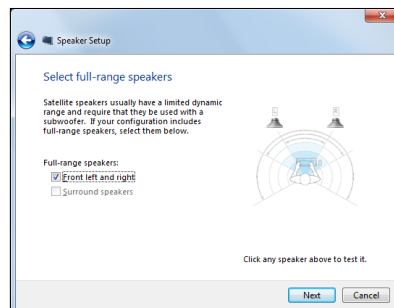 Speaker Setup
Select full-range speakers
Satellite speakers usually have a limited dynamic
range and require that they be used with a
subwoofer. If your configuration includes
full-range speakers, select them below.
Full-range speakers:
Front left and right
Surround speakers
L R
Click any speaker above to test it.
Next Cancel